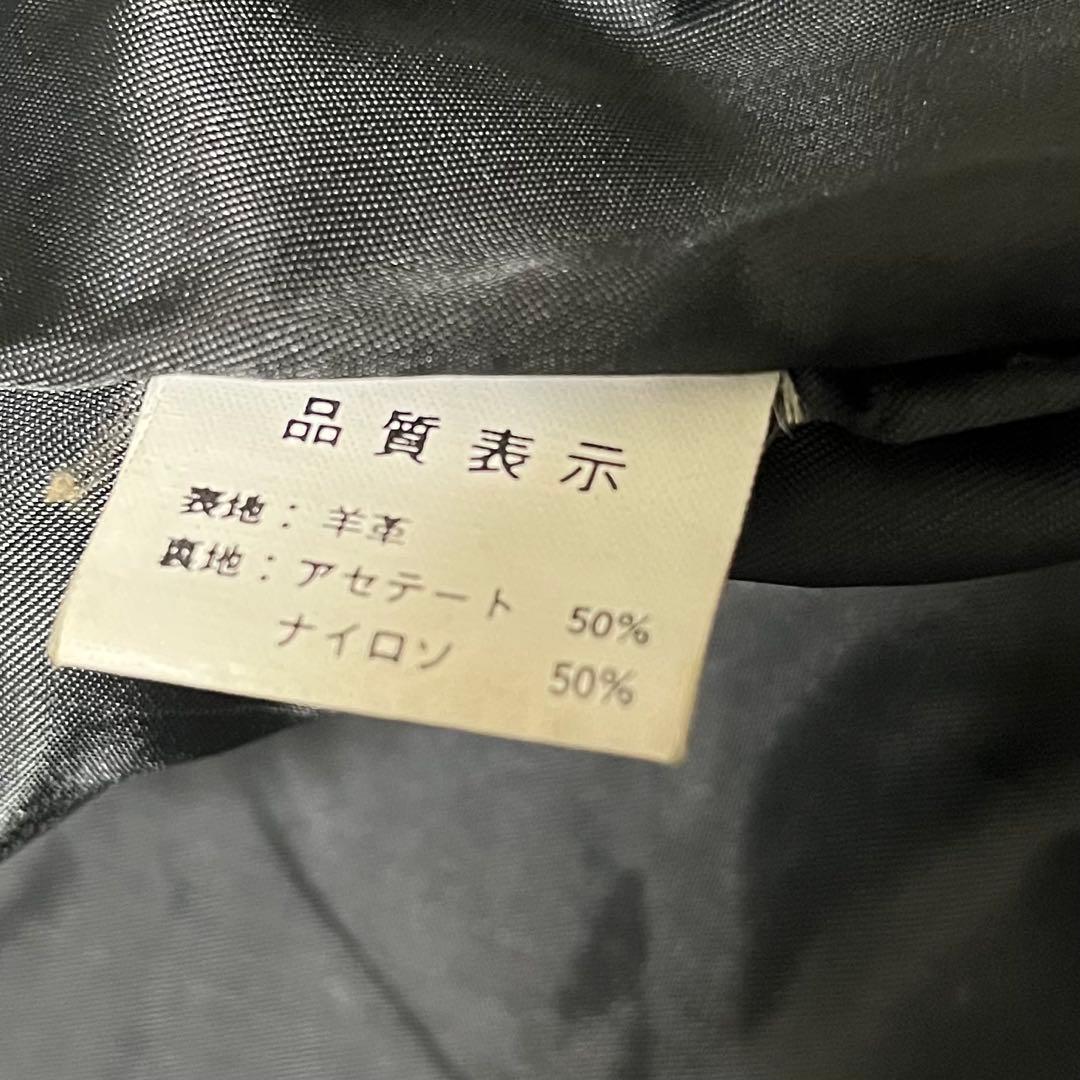 品質表示
表地：羊革
裏地：アセテート 50%
ナイロン 50%